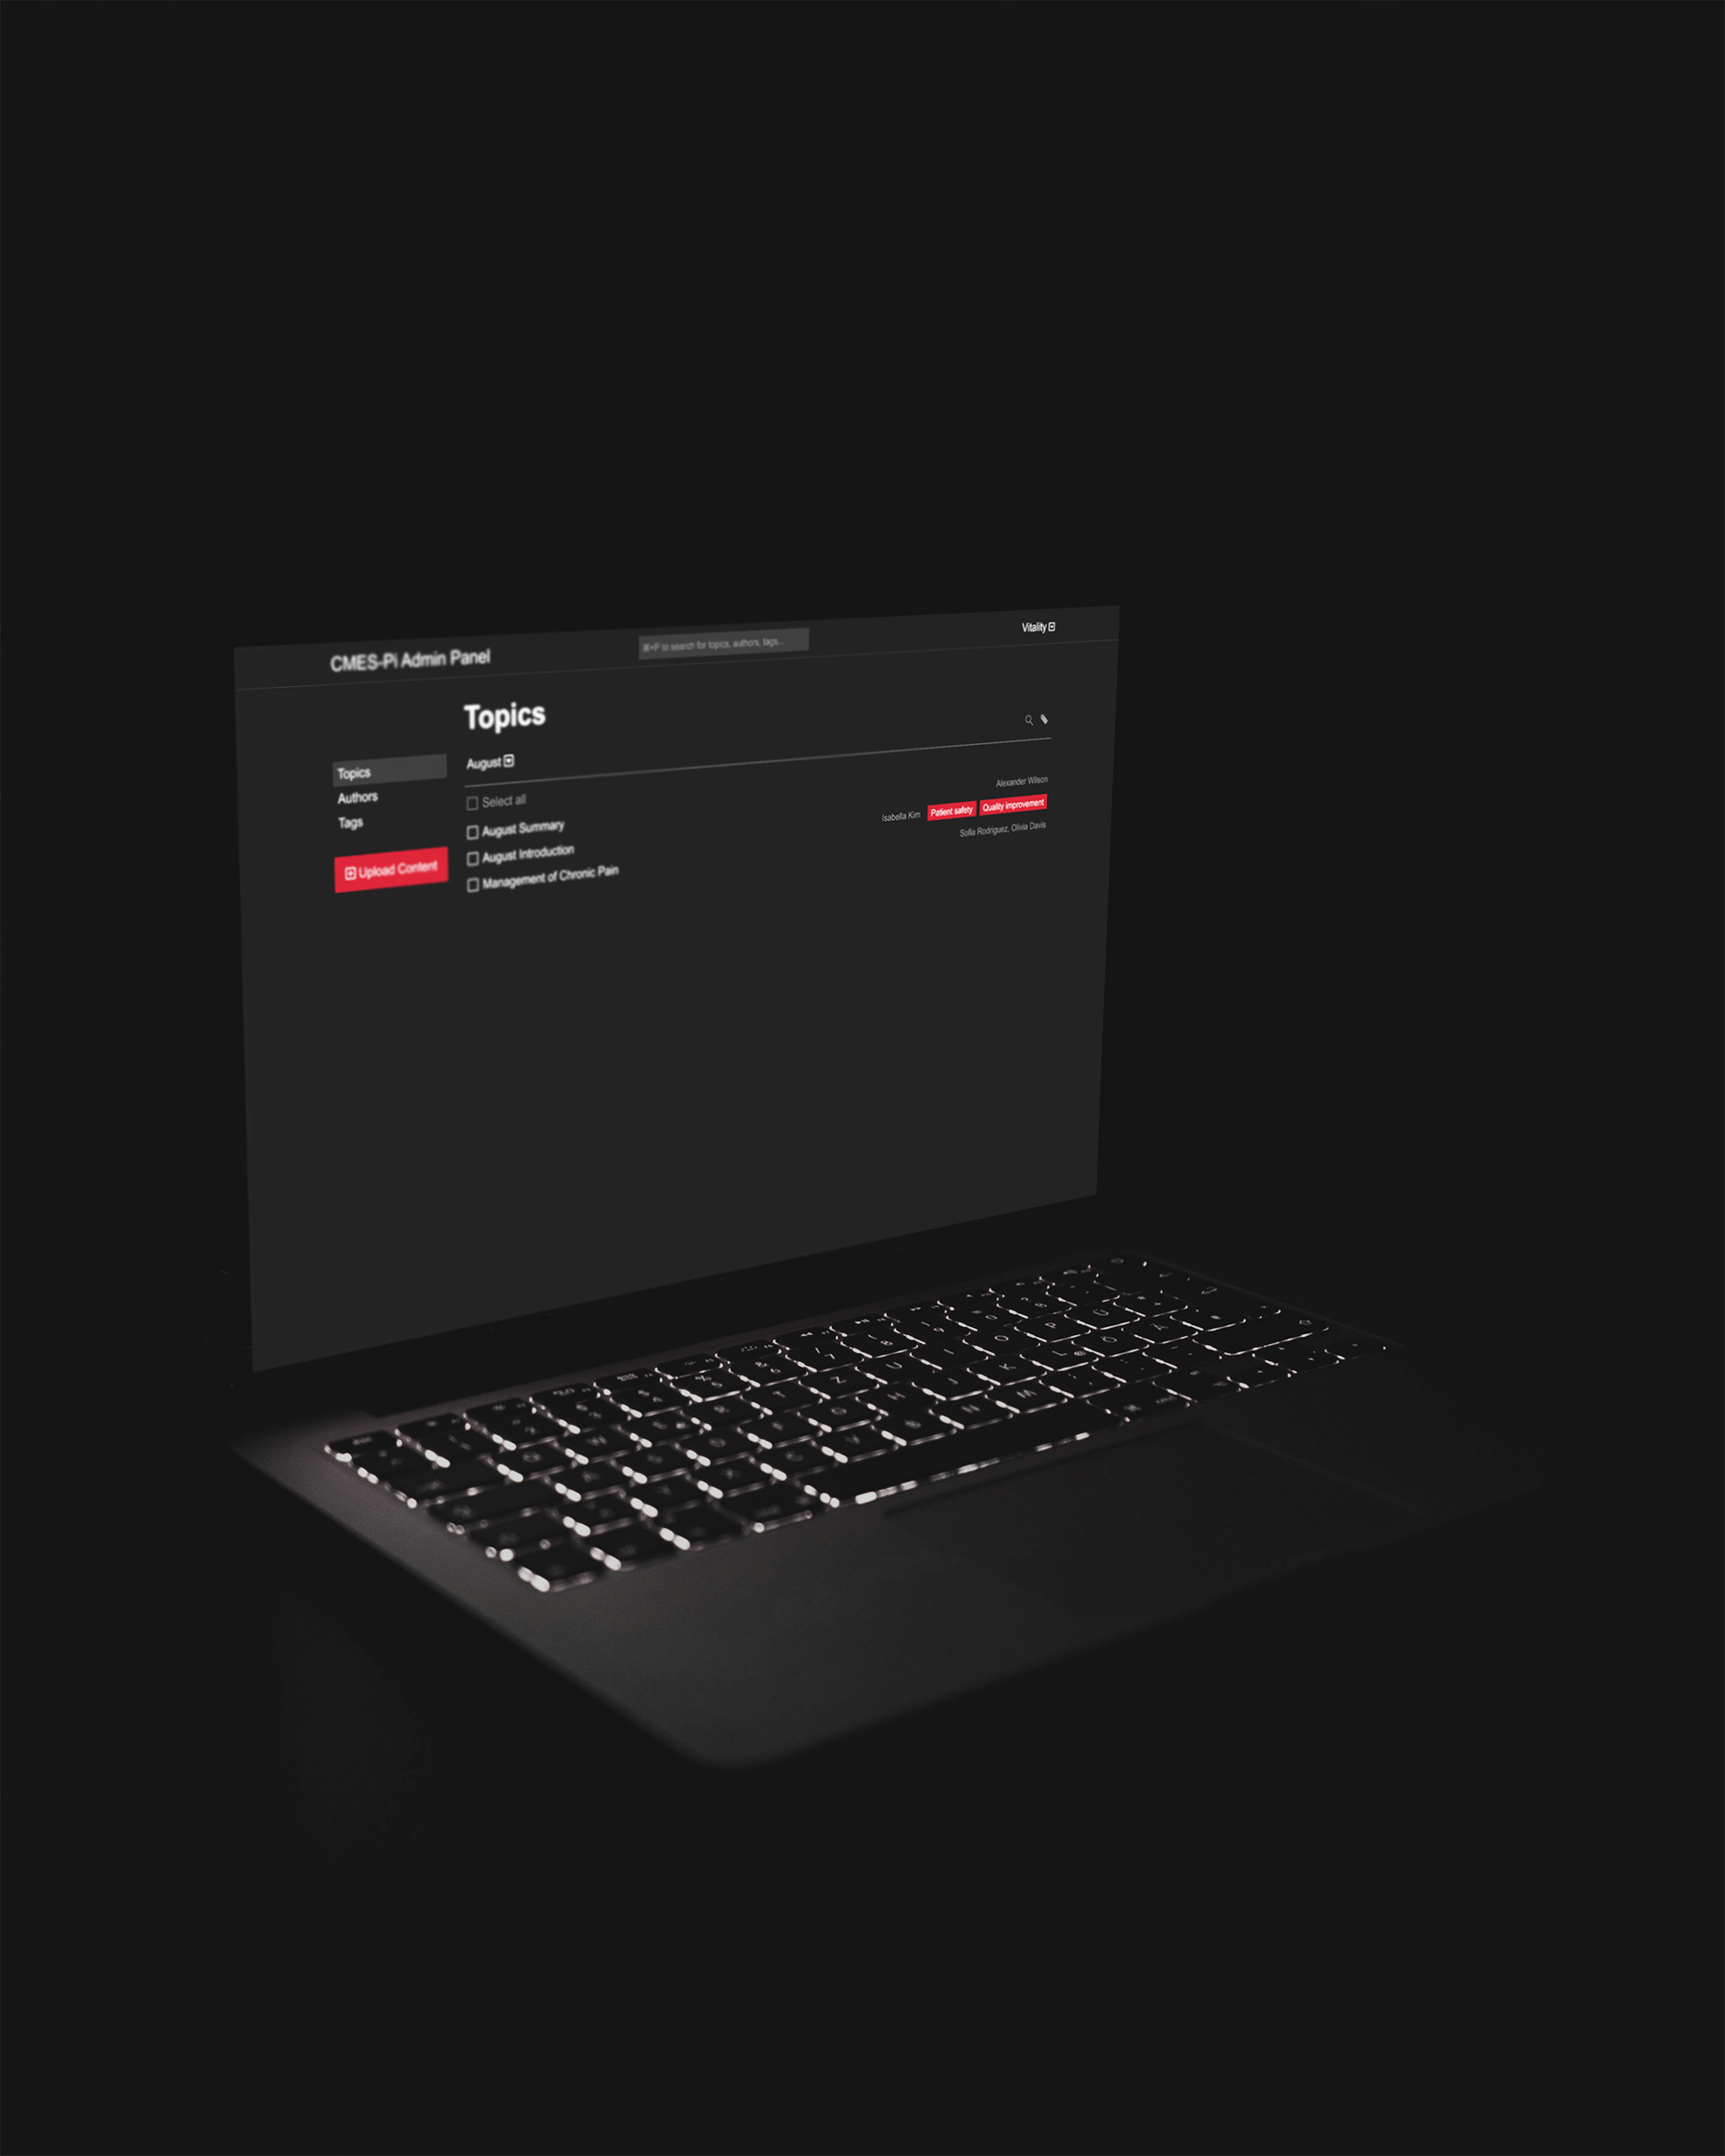 CMES-Pi Admin Panel
⌘+P to search for topics, authors, tags...
Vitality
Topics
August
Topics
Authors
Tags
Upload Content
Select all
August Summary
Alexander Wilson
August Introduction
Isabella Kim Patient safety Quality improvement
Management of Chronic Pain
Sofia Rodriguez, Olivia Davis